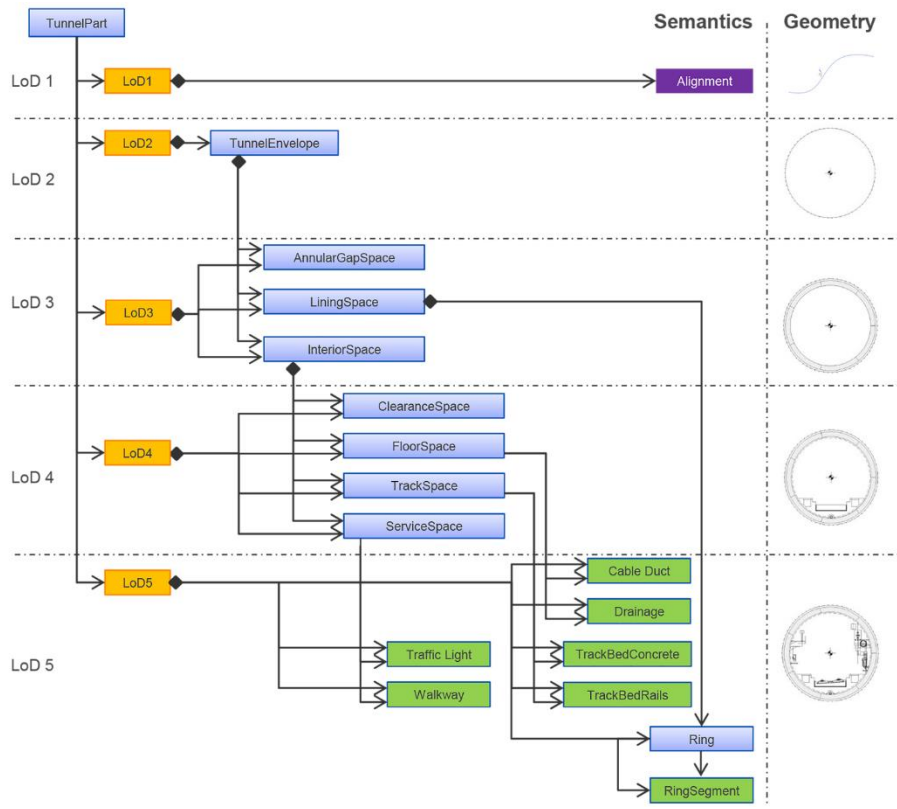 TunnelPart
Semantics
Geometry
LoD 1
LoD1
Alignment
LoD2
TunnelEnvelope
LoD 2
AnnularGapSpace
LoD 3
LoD3
LiningSpace
InteriorSpace
ClearanceSpace
LoD4
FloorSpace
LoD 4
TrackSpace
ServiceSpace
LoD5
Cable Duct
Drainage
LoD 5
Traffic Light
TrackBedConcrete
Walkway
TrackBedRails
Ring
RingSegment